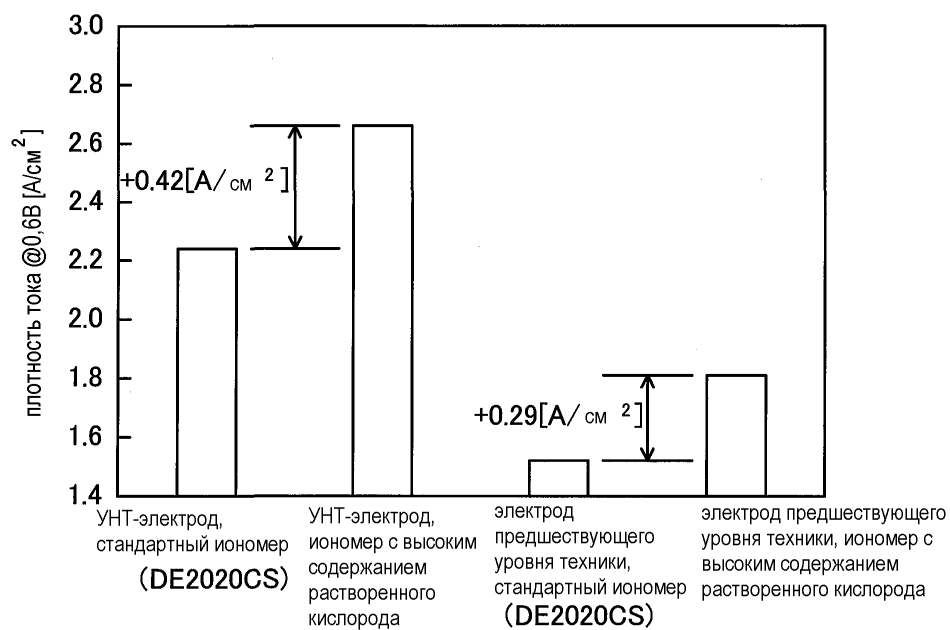 плотность тока @0,6В [А/см²]
3.0
2.8
2.6
2.4
2.2
2.0
1.8
1.6
1.4
+0.42[А/см ²]
+0.29[А/см ²]
УНТ-электрод,
стандартный иономер
(DE2020CS)
УНТ-электрод,
иономер с высоким
содержанием
растворенного
кислорода
электрод
предшествующего
уровня техники,
стандартный иономер
(DE2020CS)
электрод предшествующего
уровня техники, иономер с
высоким содержанием
растворенного кислорода